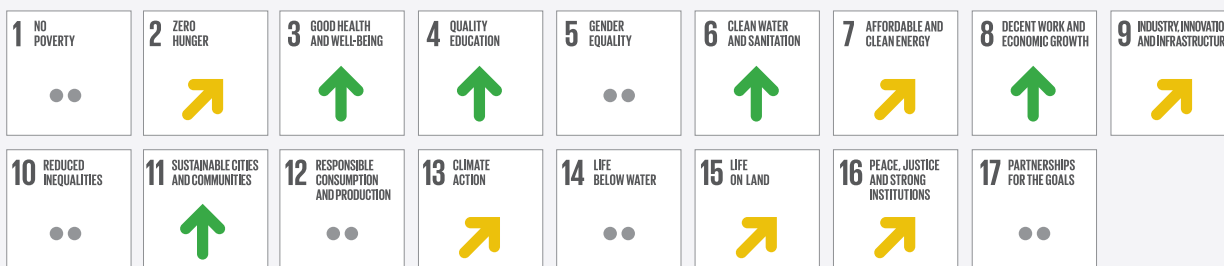 1 NO
POVERTY
2 ZERO
HUNGER
3 GOOD HEALTH
AND WELL-BEING
4 QUALITY
EDUCATION
5 GENDER
EQUALITY
6 CLEAN WATER
AND SANITATION
7 AFFORDABLE AND
CLEAN ENERGY
8 DECENT WORK AND
ECONOMIC GROWTH
9 INDUSTRY, INNOVATIO
AND INFRASTRUCTUR
10 REDUCED
INEQUALITIES
11 SUSTAINABLE CITIES
AND COMMUNITIES
12 RESPONSIBLE
CONSUMPTION
AND PRODUCTION
13 CLIMATE
ACTION
14 LIFE
BELOW WATER
15 LIFE
ON LAND
16 PEACE, JUSTICE
AND STRONG
INSTITUTIONS
17 PARTNERSHIPS
FOR THE GOALS